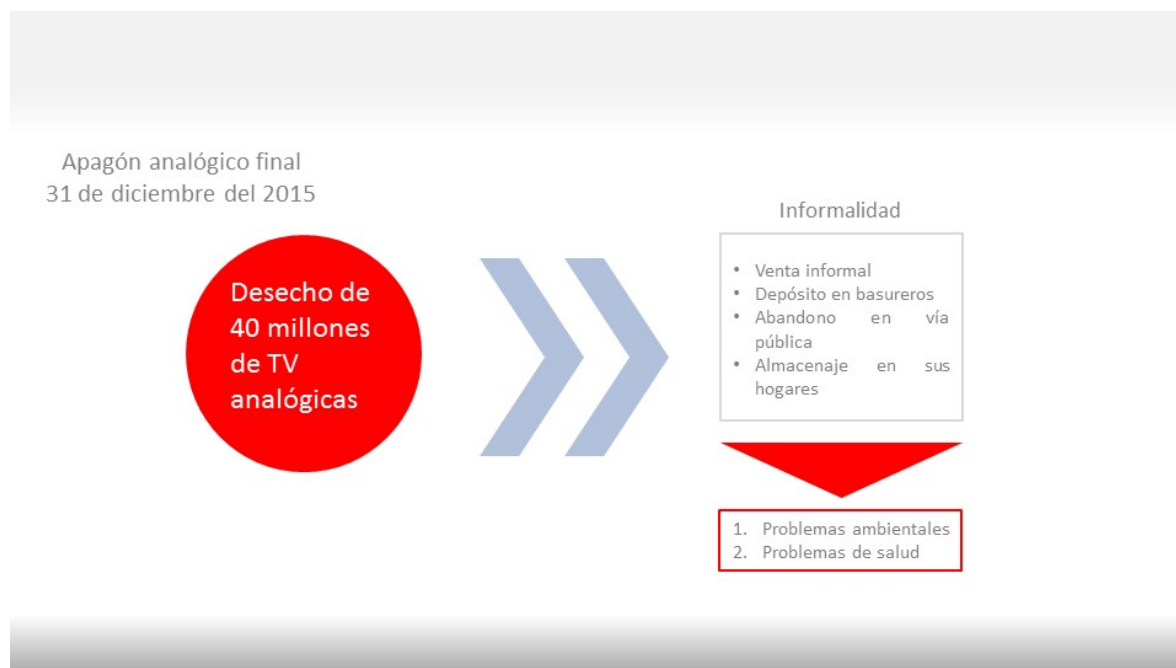 Apagón analógico final
31 de diciembre del 2015
Desecho de
40 millones
de TV
analógicas
Informalidad
• Venta informal
• Depósito en basureros
• Abandono en vía
pública
• Almacenaje en sus
hogares
1. Problemas ambientales
2. Problemas de salud